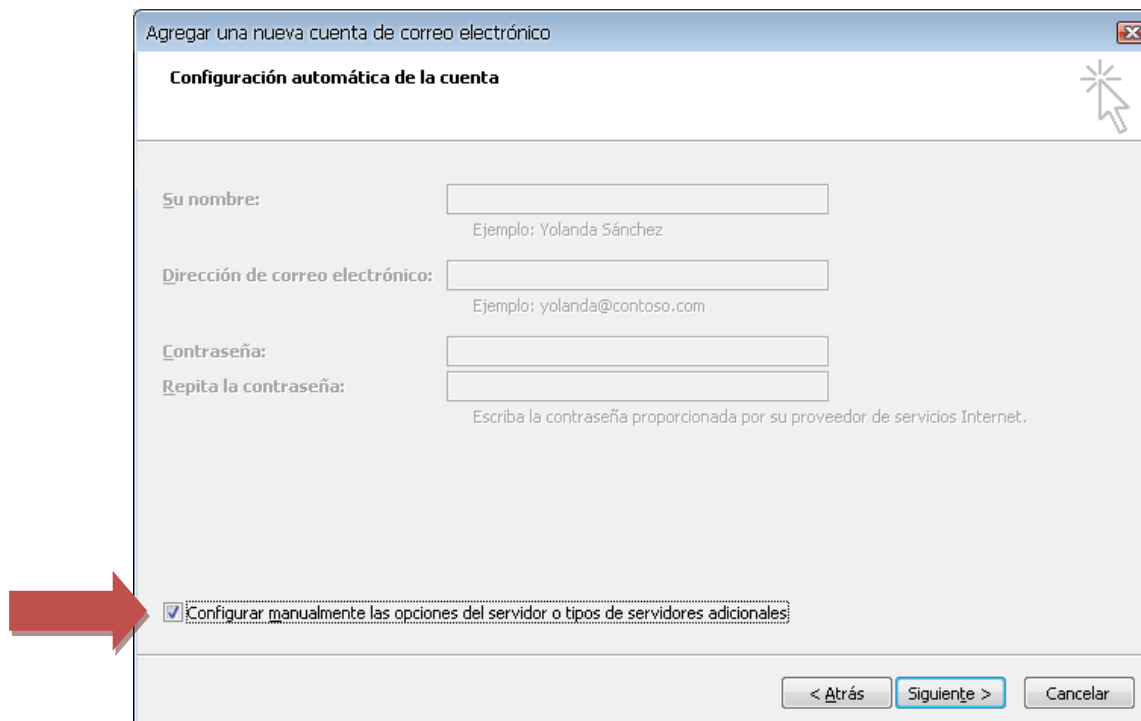 Agregar una nueva cuenta de correo electrónico
Configuración automática de la cuenta
Su nombre:
Ejemplo: Yolanda Sánchez
Dirección de correo electrónico:
Ejemplo: yolanda@contoso.com
Contraseña:
Repita la contraseña:
Escriba la contraseña proporcionada por su proveedor de servicios Internet.
Configurar manualmente las opciones del servidor o tipos de servidores adicionales
< Atrás Siguiente > Cancelar